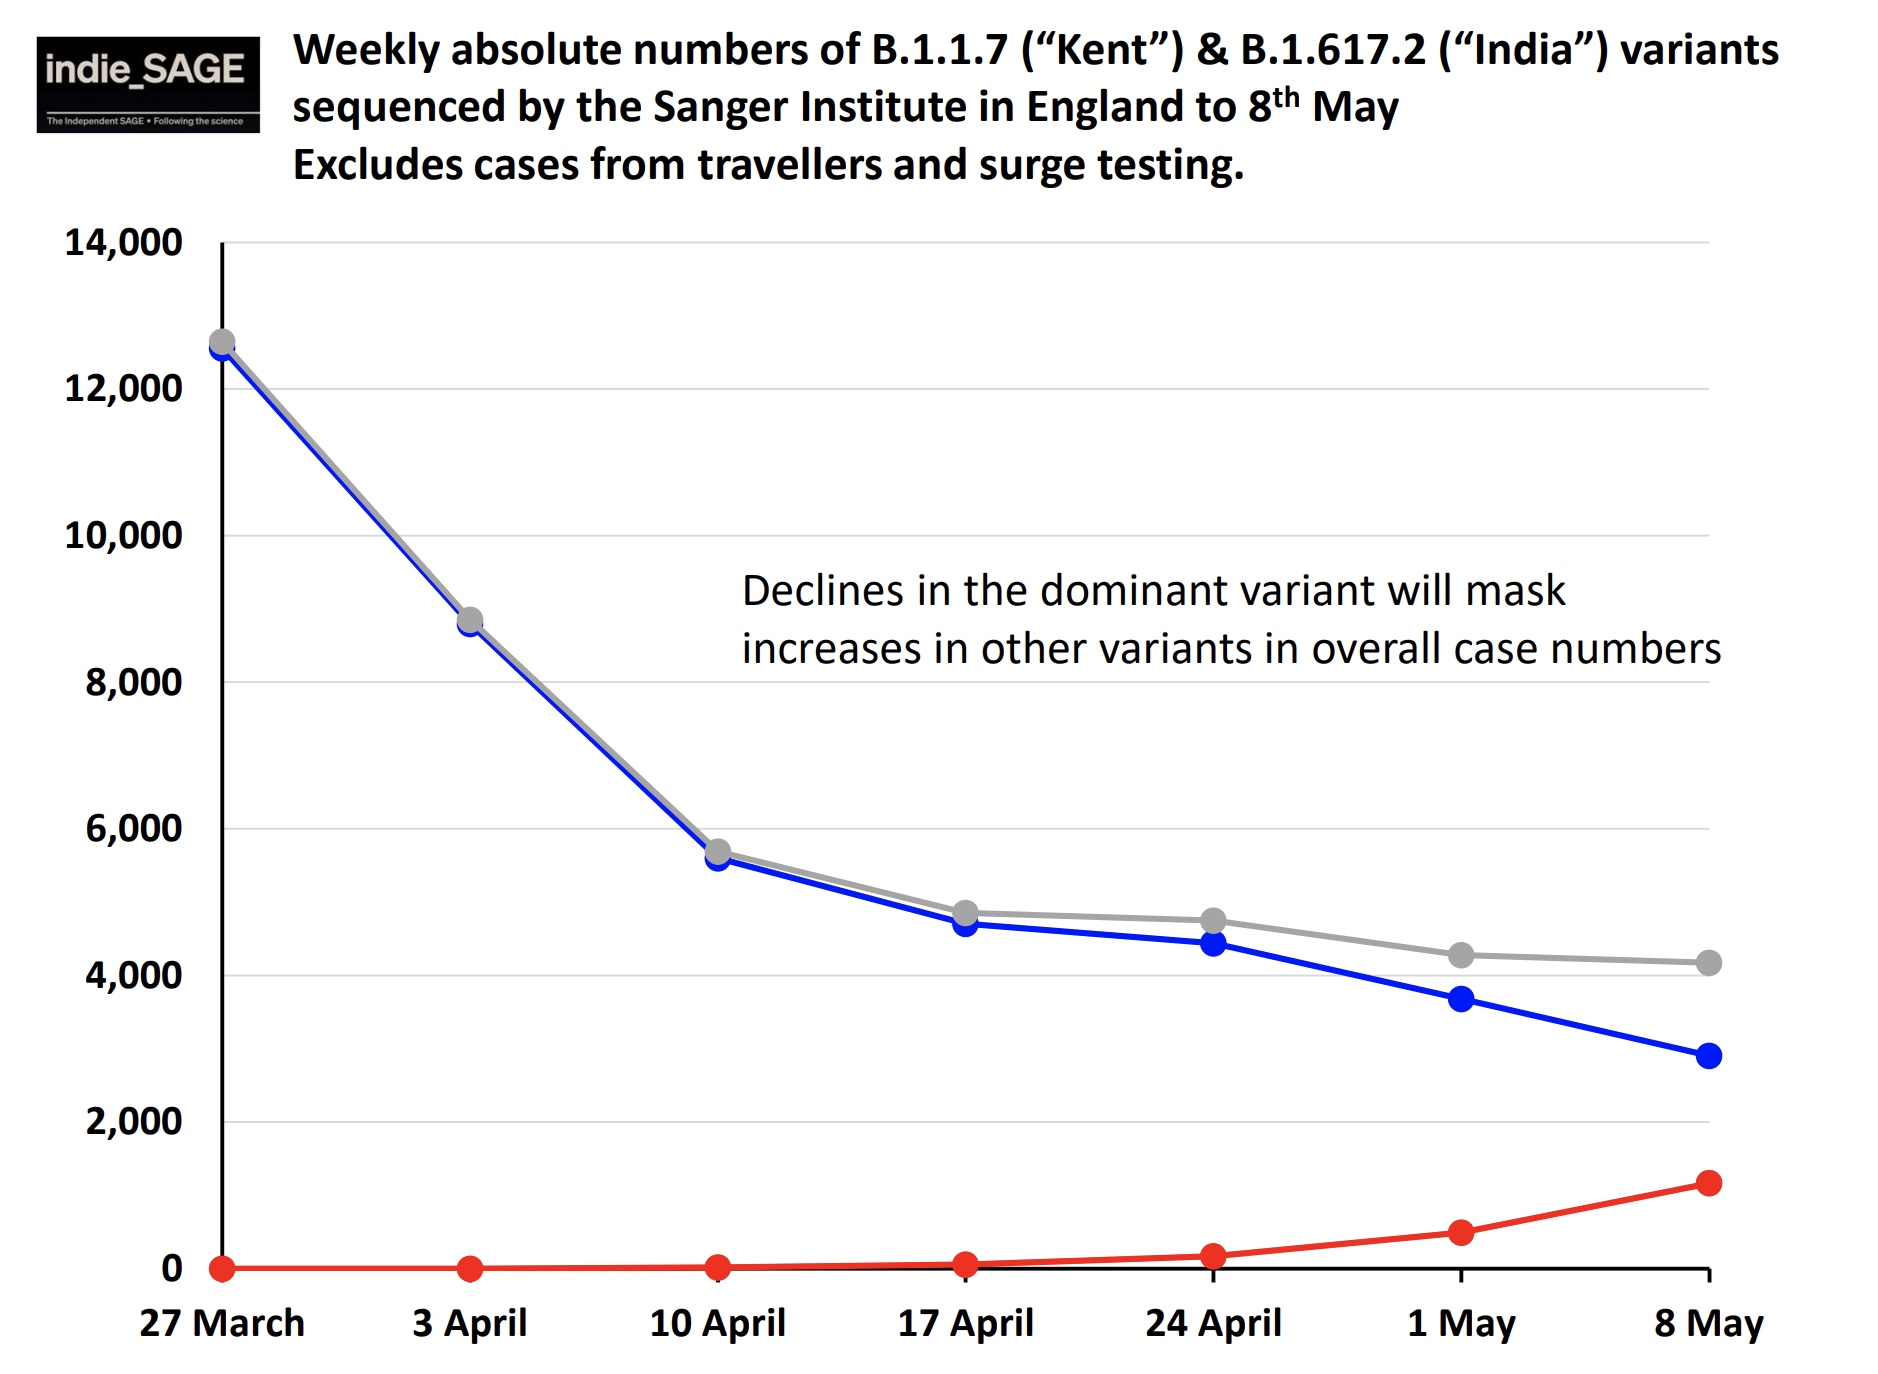 indie_SAGE
The Independent SAGE • Following the science
Weekly absolute numbers of B.1.1.7 (“Kent”) & B.1.617.2 (“India”) variants
sequenced by the Sanger Institute in England to 8th May
Excludes cases from travellers and surge testing.
14,000
12,000
10,000
Declines in the dominant variant will mask
increases in other variants in overall case numbers
8,000
6,000
4,000
2,000
0
27 March 3 April 10 April 17 April 24 April 1 May 8 May